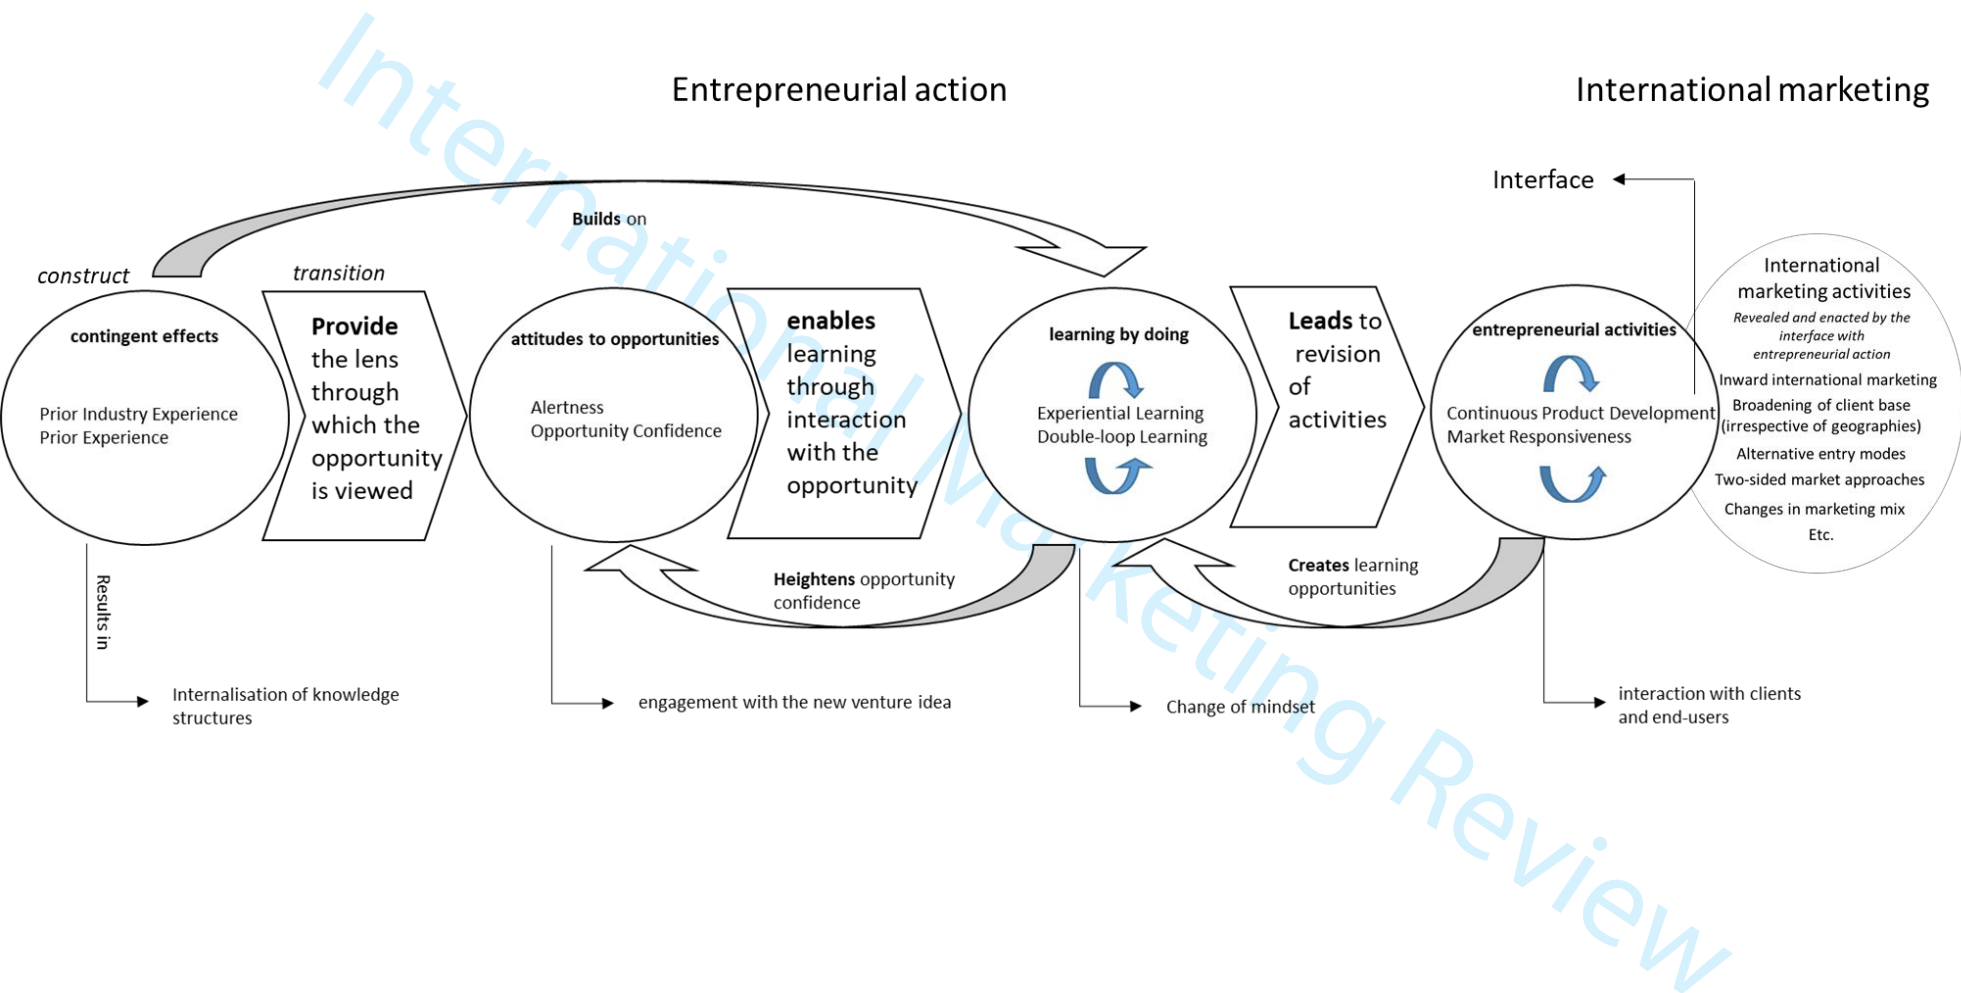 Entrepreneurial action
International marketing
Interface
Builds on
construct
transition
contingent effects
Prior Industry Experience
Prior Experience
Provide
the lens
through
which the
opportunity
is viewed
attitudes to opportunities
Alertness
Opportunity Confidence
enables
learning
through
interaction
with the
opportunity
learning by doing
Experiential Learning
Double-loop Learning
Leads to
revision
of
activities
entrepreneurial activities
Continuous Product Development
Market Responsiveness
International
marketing activities
Revealed and enacted by the
interface with
entrepreneurial action
Inward international marketing
Broadening of client base
(irrespective of geographies)
Alternative entry modes
Two-sided market approaches
Changes in marketing mix
Etc.
Heightens opportunity
confidence
Creates learning
opportunities
Results in
Internalisation of knowledge
structures
engagement with the new venture idea
Change of mindset
interaction with clients
and end-users
International Marketing Review